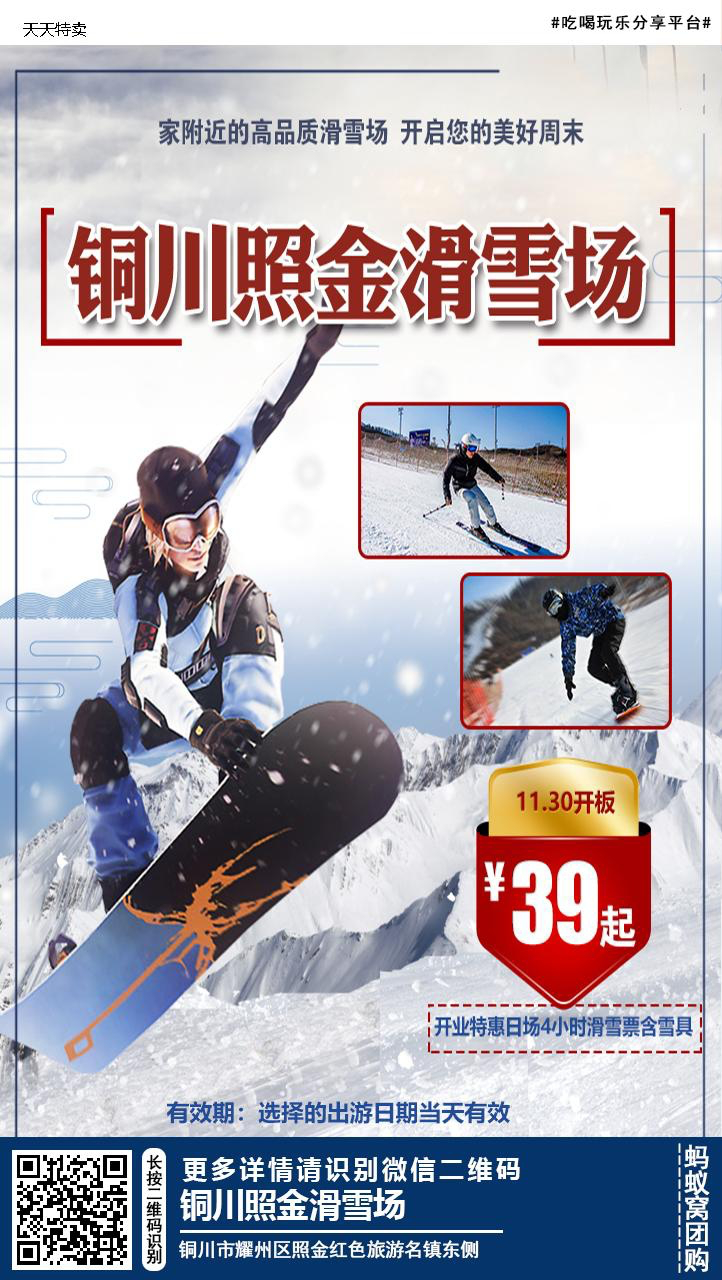 天天特卖
#吃喝玩乐分享平台#
家附近的高品质滑雪场 开启您的美好周末
铜川照金滑雪场
11.30开板
¥39起
开业特惠日场4小时滑雪票含雪具
有效期：选择的出游日期当天有效
长按二维码识别
更多详情请识别微信二维码
铜川照金滑雪场
铜川市耀州区照金红色旅游名镇东侧
蚂蚁窝团购